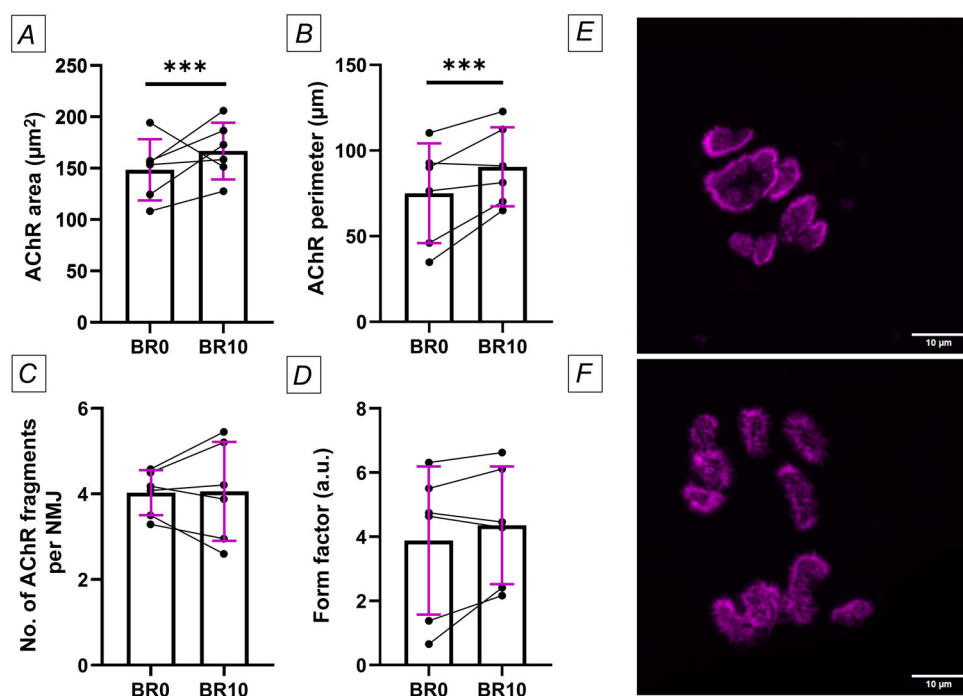 A
AChR area (µm²)
250
200
150
100
50
0
***
BR0 BR10
B
AChR perimeter (µm)
150
100
50
0
***
BR0 BR10
E
10 µm
C
No. of AChR fragments
per NMJ
6
4
2
0
BR0 BR10
D
Form factor (a.u.)
8
6
4
2
0
BR0 BR10
F
10 µm